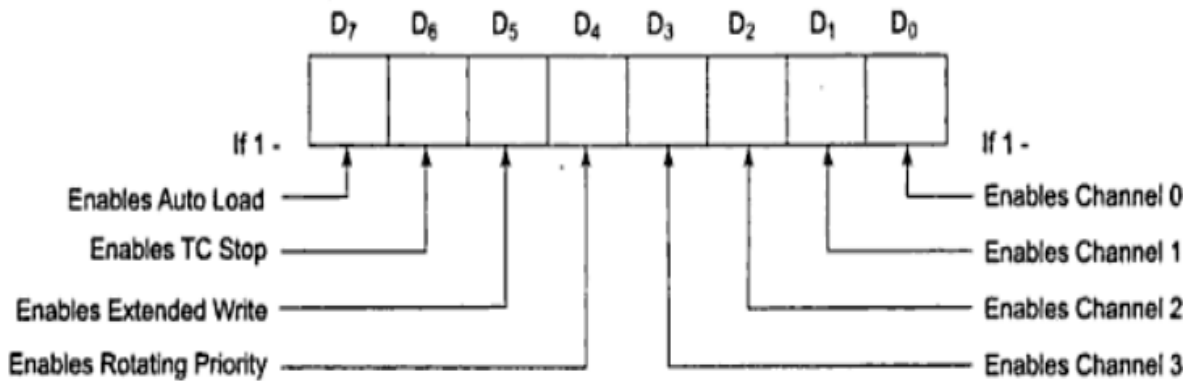 D₇ D₆ D₅ D₄ D₃ D₂ D₁ D₀
If 1 - If 1 -
Enables Auto Load Enables Channel 0
Enables TC Stop Enables Channel 1
Enables Extended Write Enables Channel 2
Enables Rotating Priority Enables Channel 3